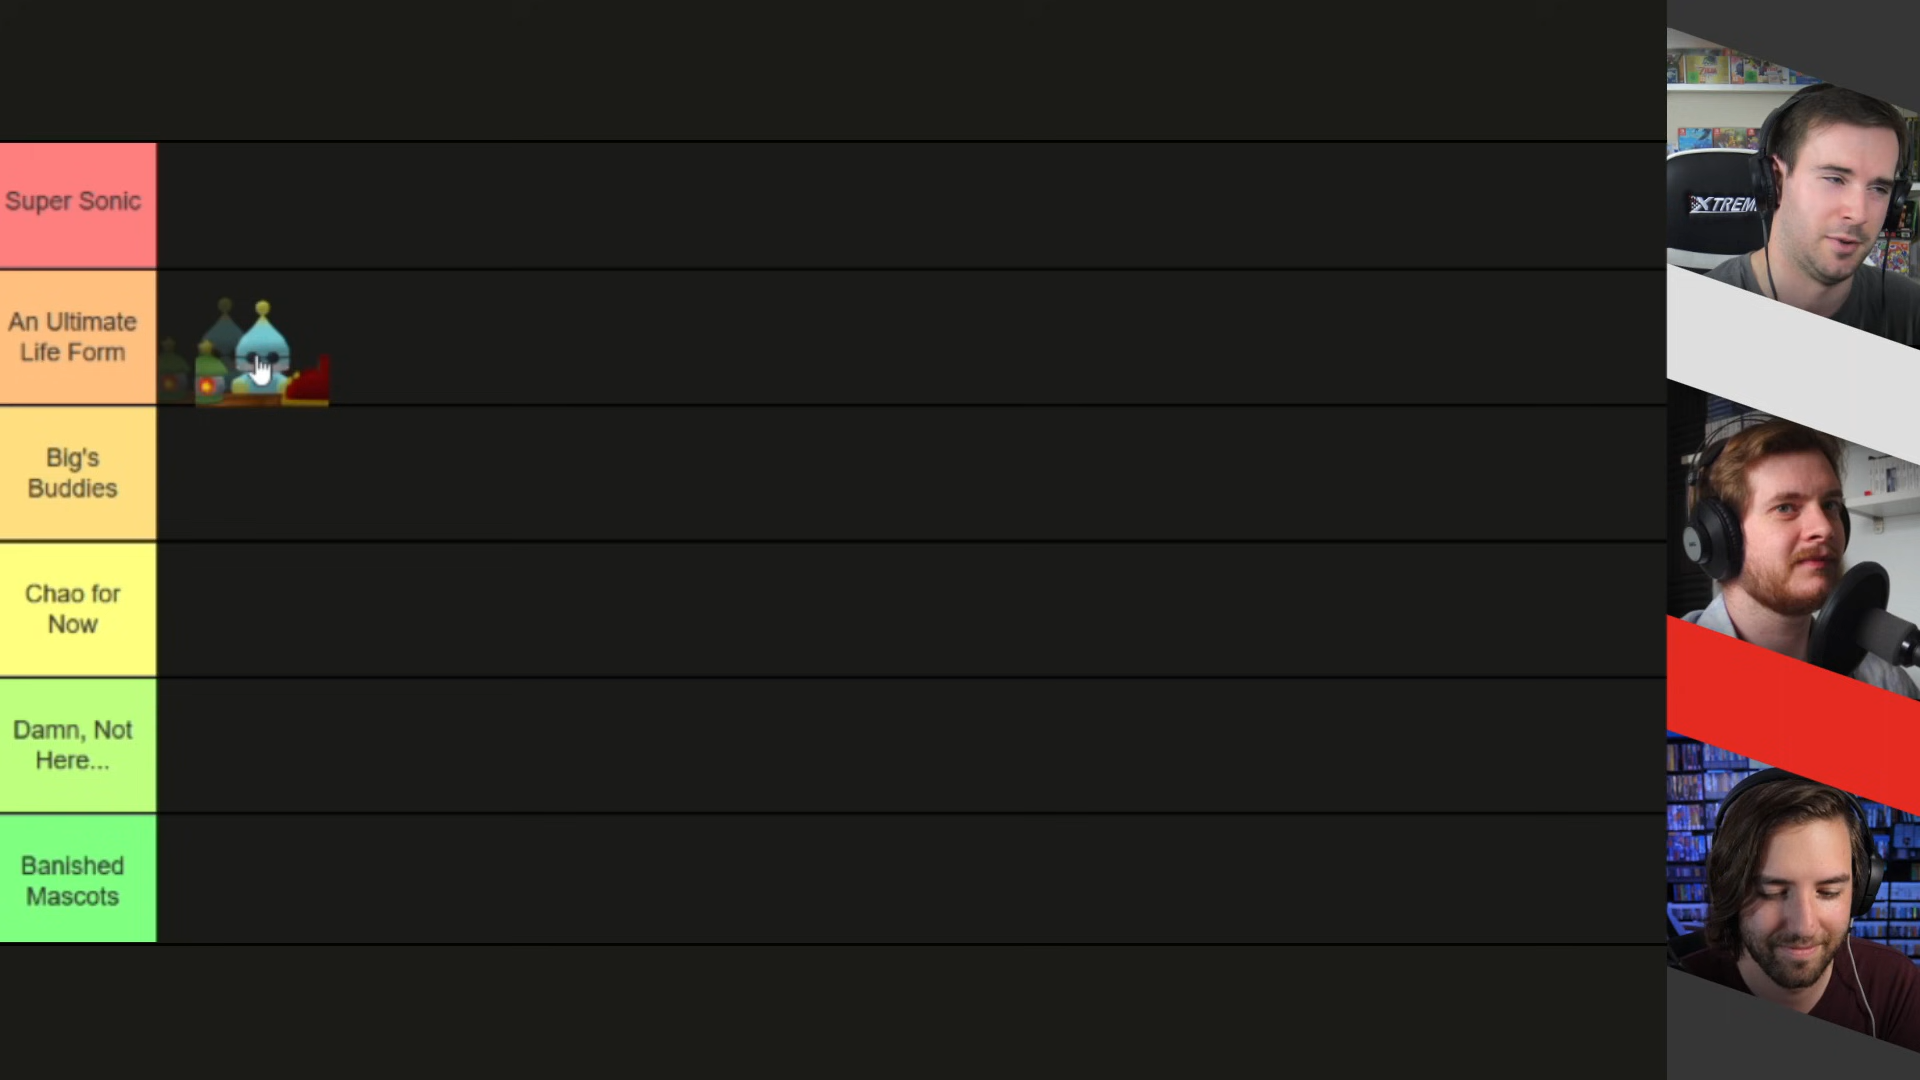 Super Sonic
An Ultimate
Life Form
Big's
Buddies
Chao for
Now
Damn, Not
Here...
Banished
Mascots
XTREM